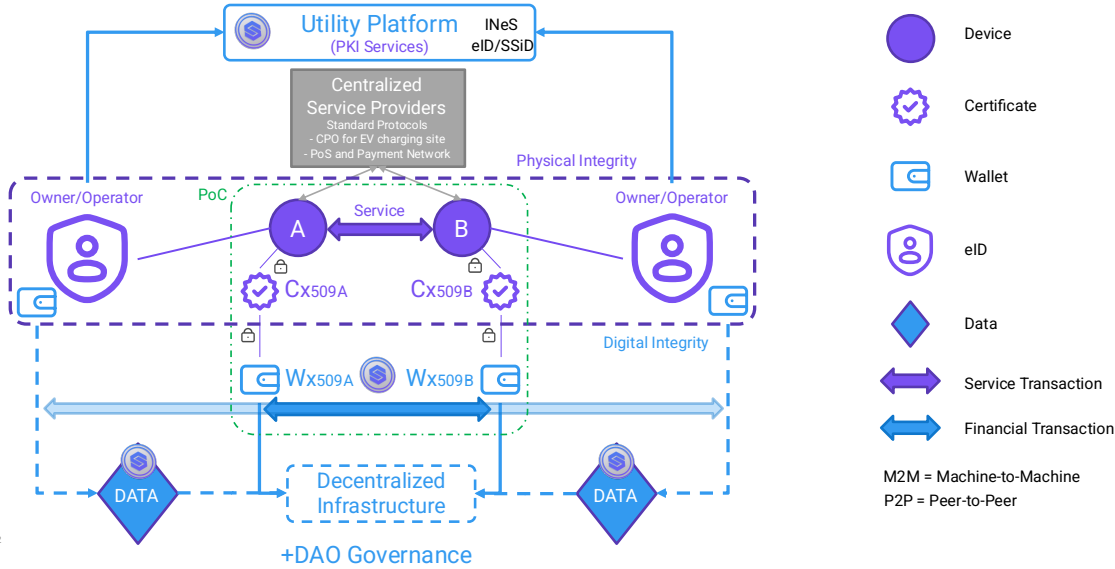 Utility Platform
(PKI Services)
INeS
eID/SSiD
Centralized
Service Providers
Standard Protocols
- CPO for EV charging site
- PoS and Payment Network
Physical Integrity
PoC
Owner/Operator
Owner/Operator
A
Service
B
Cx509A
Cx509B
Digital Integrity
Wx509A
Wx509B
DATA
Decentralized
Infrastructure
DATA
+DAO Governance
Device
Certificate
Wallet
eID
Data
Service Transaction
Financial Transaction
M2M = Machine-to-Machine
P2P = Peer-to-Peer